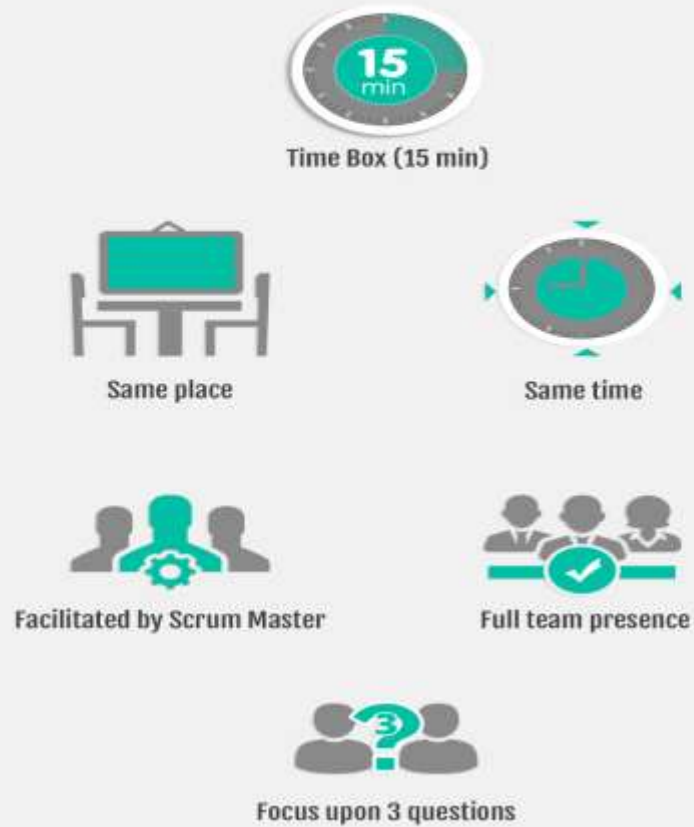 15
min
Time Box (15 min)
Same place
Same time
Facilitated by Scrum Master
Full team presence
3
Focus upon 3 questions